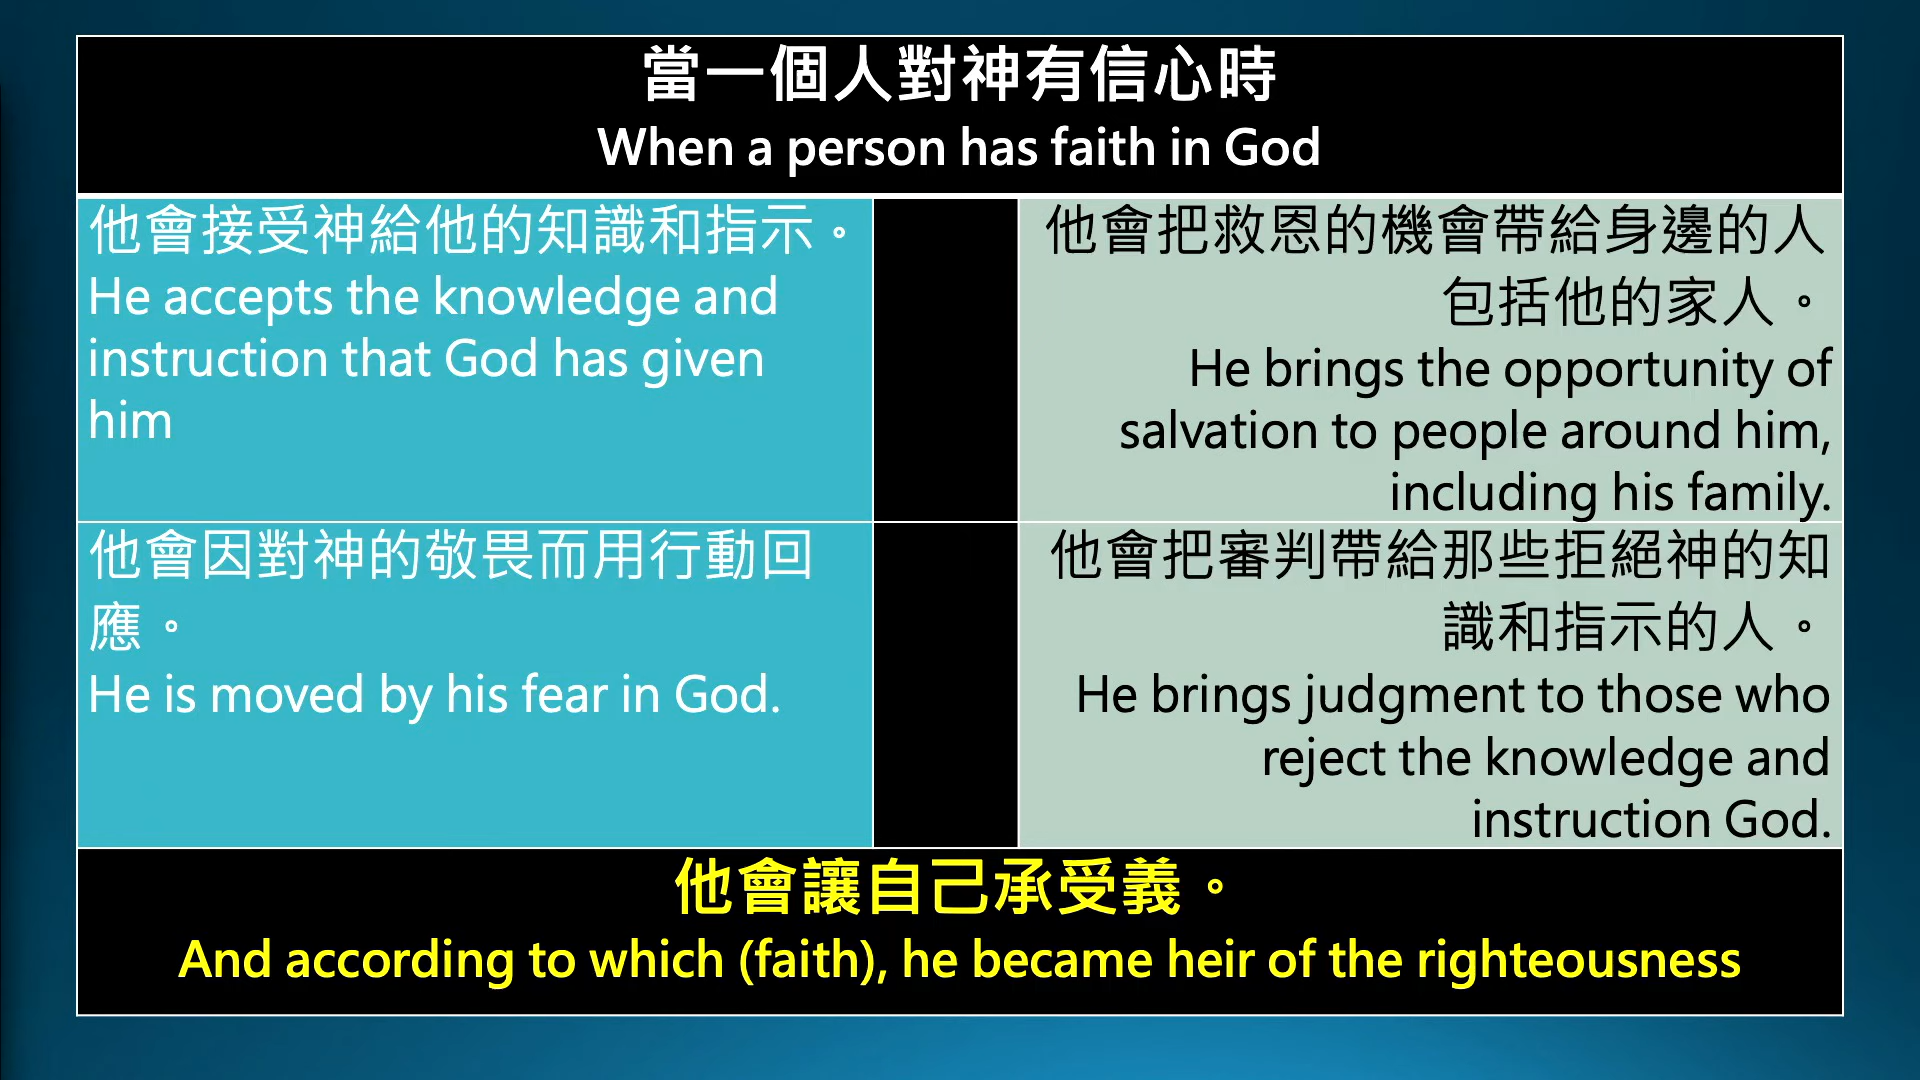 當一個人對神有信心時
When a person has faith in God
他會接受神給他的知識和指示。
He accepts the knowledge and
instruction that God has given
him
他會把救恩的機會帶給身邊的人
包括他的家人。
He brings the opportunity of
salvation to people around him,
including his family.
他會因對神的敬畏而用行動回
應。
He is moved by his fear in God.
他會把審判帶給那些拒絕神的知
識和指示的人。
He brings judgment to those who
reject the knowledge and
instruction God.
他會讓自己承受義。
And according to which (faith), he became heir of the righteousness